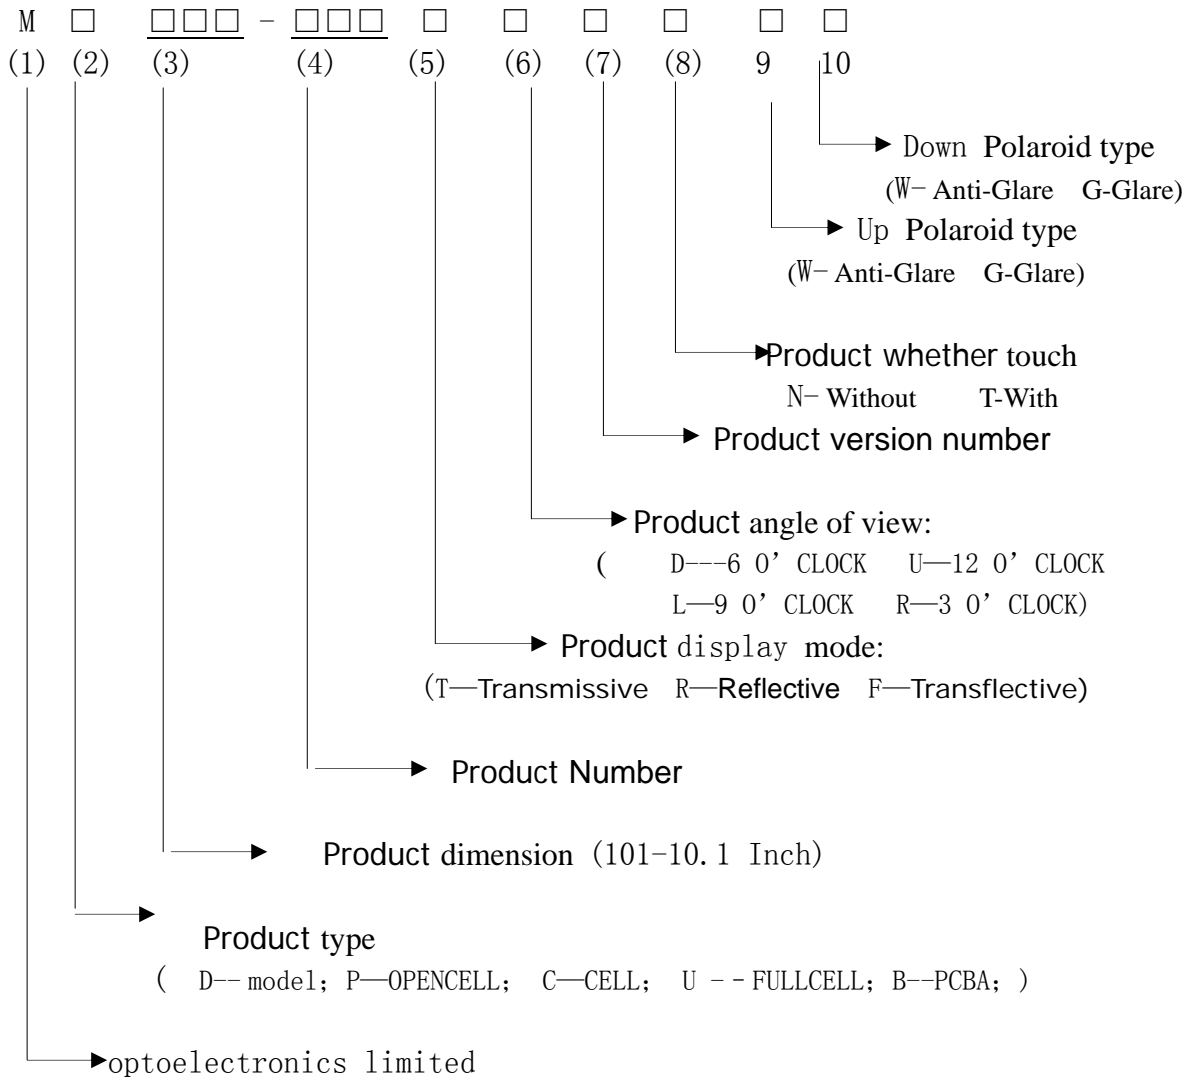 M □ □□□ - □□□ □ □ □ □ □ □
(1) (2) (3) (4) (5) (6) (7) (8) 9 10
Down Polaroid type
(W- Anti-Glare G-Glare)
Up Polaroid type
(W- Anti-Glare G-Glare)
Product whether touch
N- Without T-With
Product version number
Product angle of view:
( D---6 O’ CLOCK U—12 O’ CLOCK
L—9 O’ CLOCK R—3 O’ CLOCK)
Product display mode:
(T—Transmissive R—Reflective F—Transflective)
Product Number
Product dimension (101-10.1 Inch)
Product type
( D-- model; P—OPENCELL; C—CELL; U -- FULLCELL; B--PCBA; )
optoelectronics limited